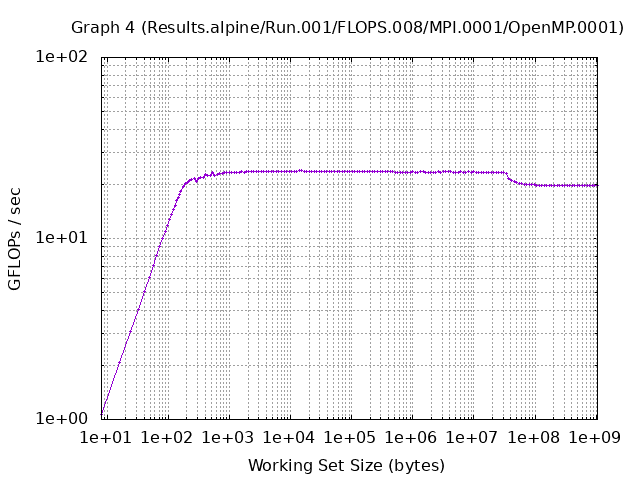 Graph 4 (Results.alpine/Run.001/FLOPS.008/MPI.0001/OpenMP.0001)
1e+02
1e+01
1e+00
GFLOPs / sec
1e+01 1e+02 1e+03 1e+04 1e+05 1e+06 1e+07 1e+08 1e+09
Working Set Size (bytes)